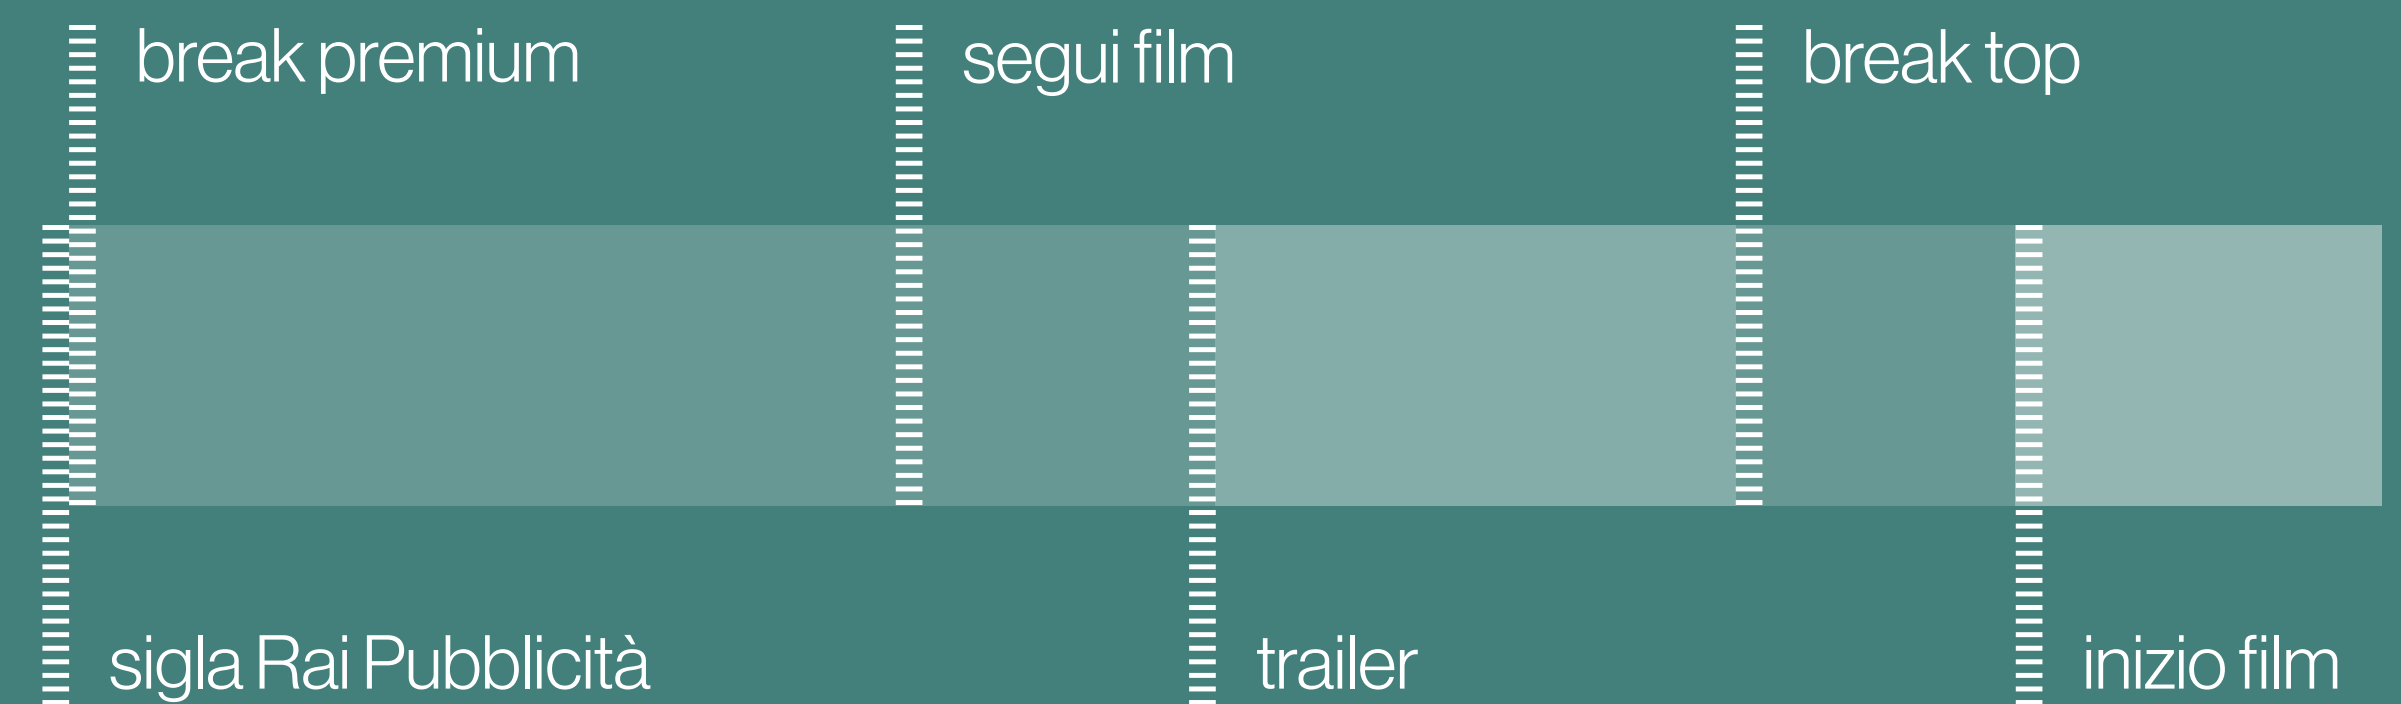 break premium
segui film
break top
sigla Rai Pubblicità
trailer
inizio film